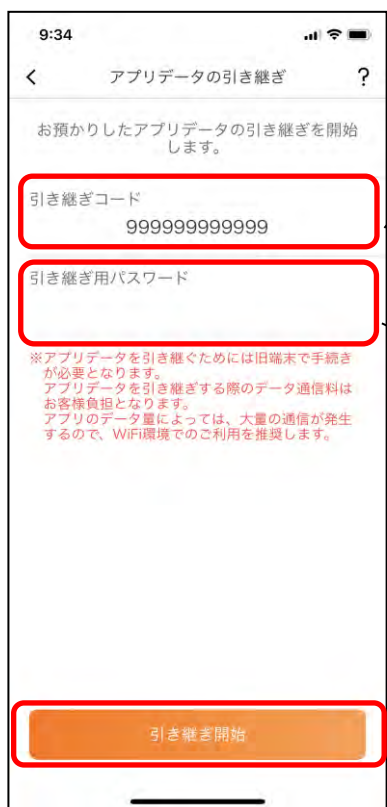 9:34
アプリデータの引き継ぎ ?
お預かりしたアプリデータの引き継ぎを開始
します。
引き継ぎコード
999999999999
引き継ぎ用パスワード
※アプリデータを引き継ぐためには旧端末で手続き
が必要となります。
アプリデータを引き継ぎする際のデータ通信料は
お客様負担となります。
アプリのデータ量によっては、大量の通信が発生
するので、WiFi環境でのご利用を推奨します。
引き継ぎ開始